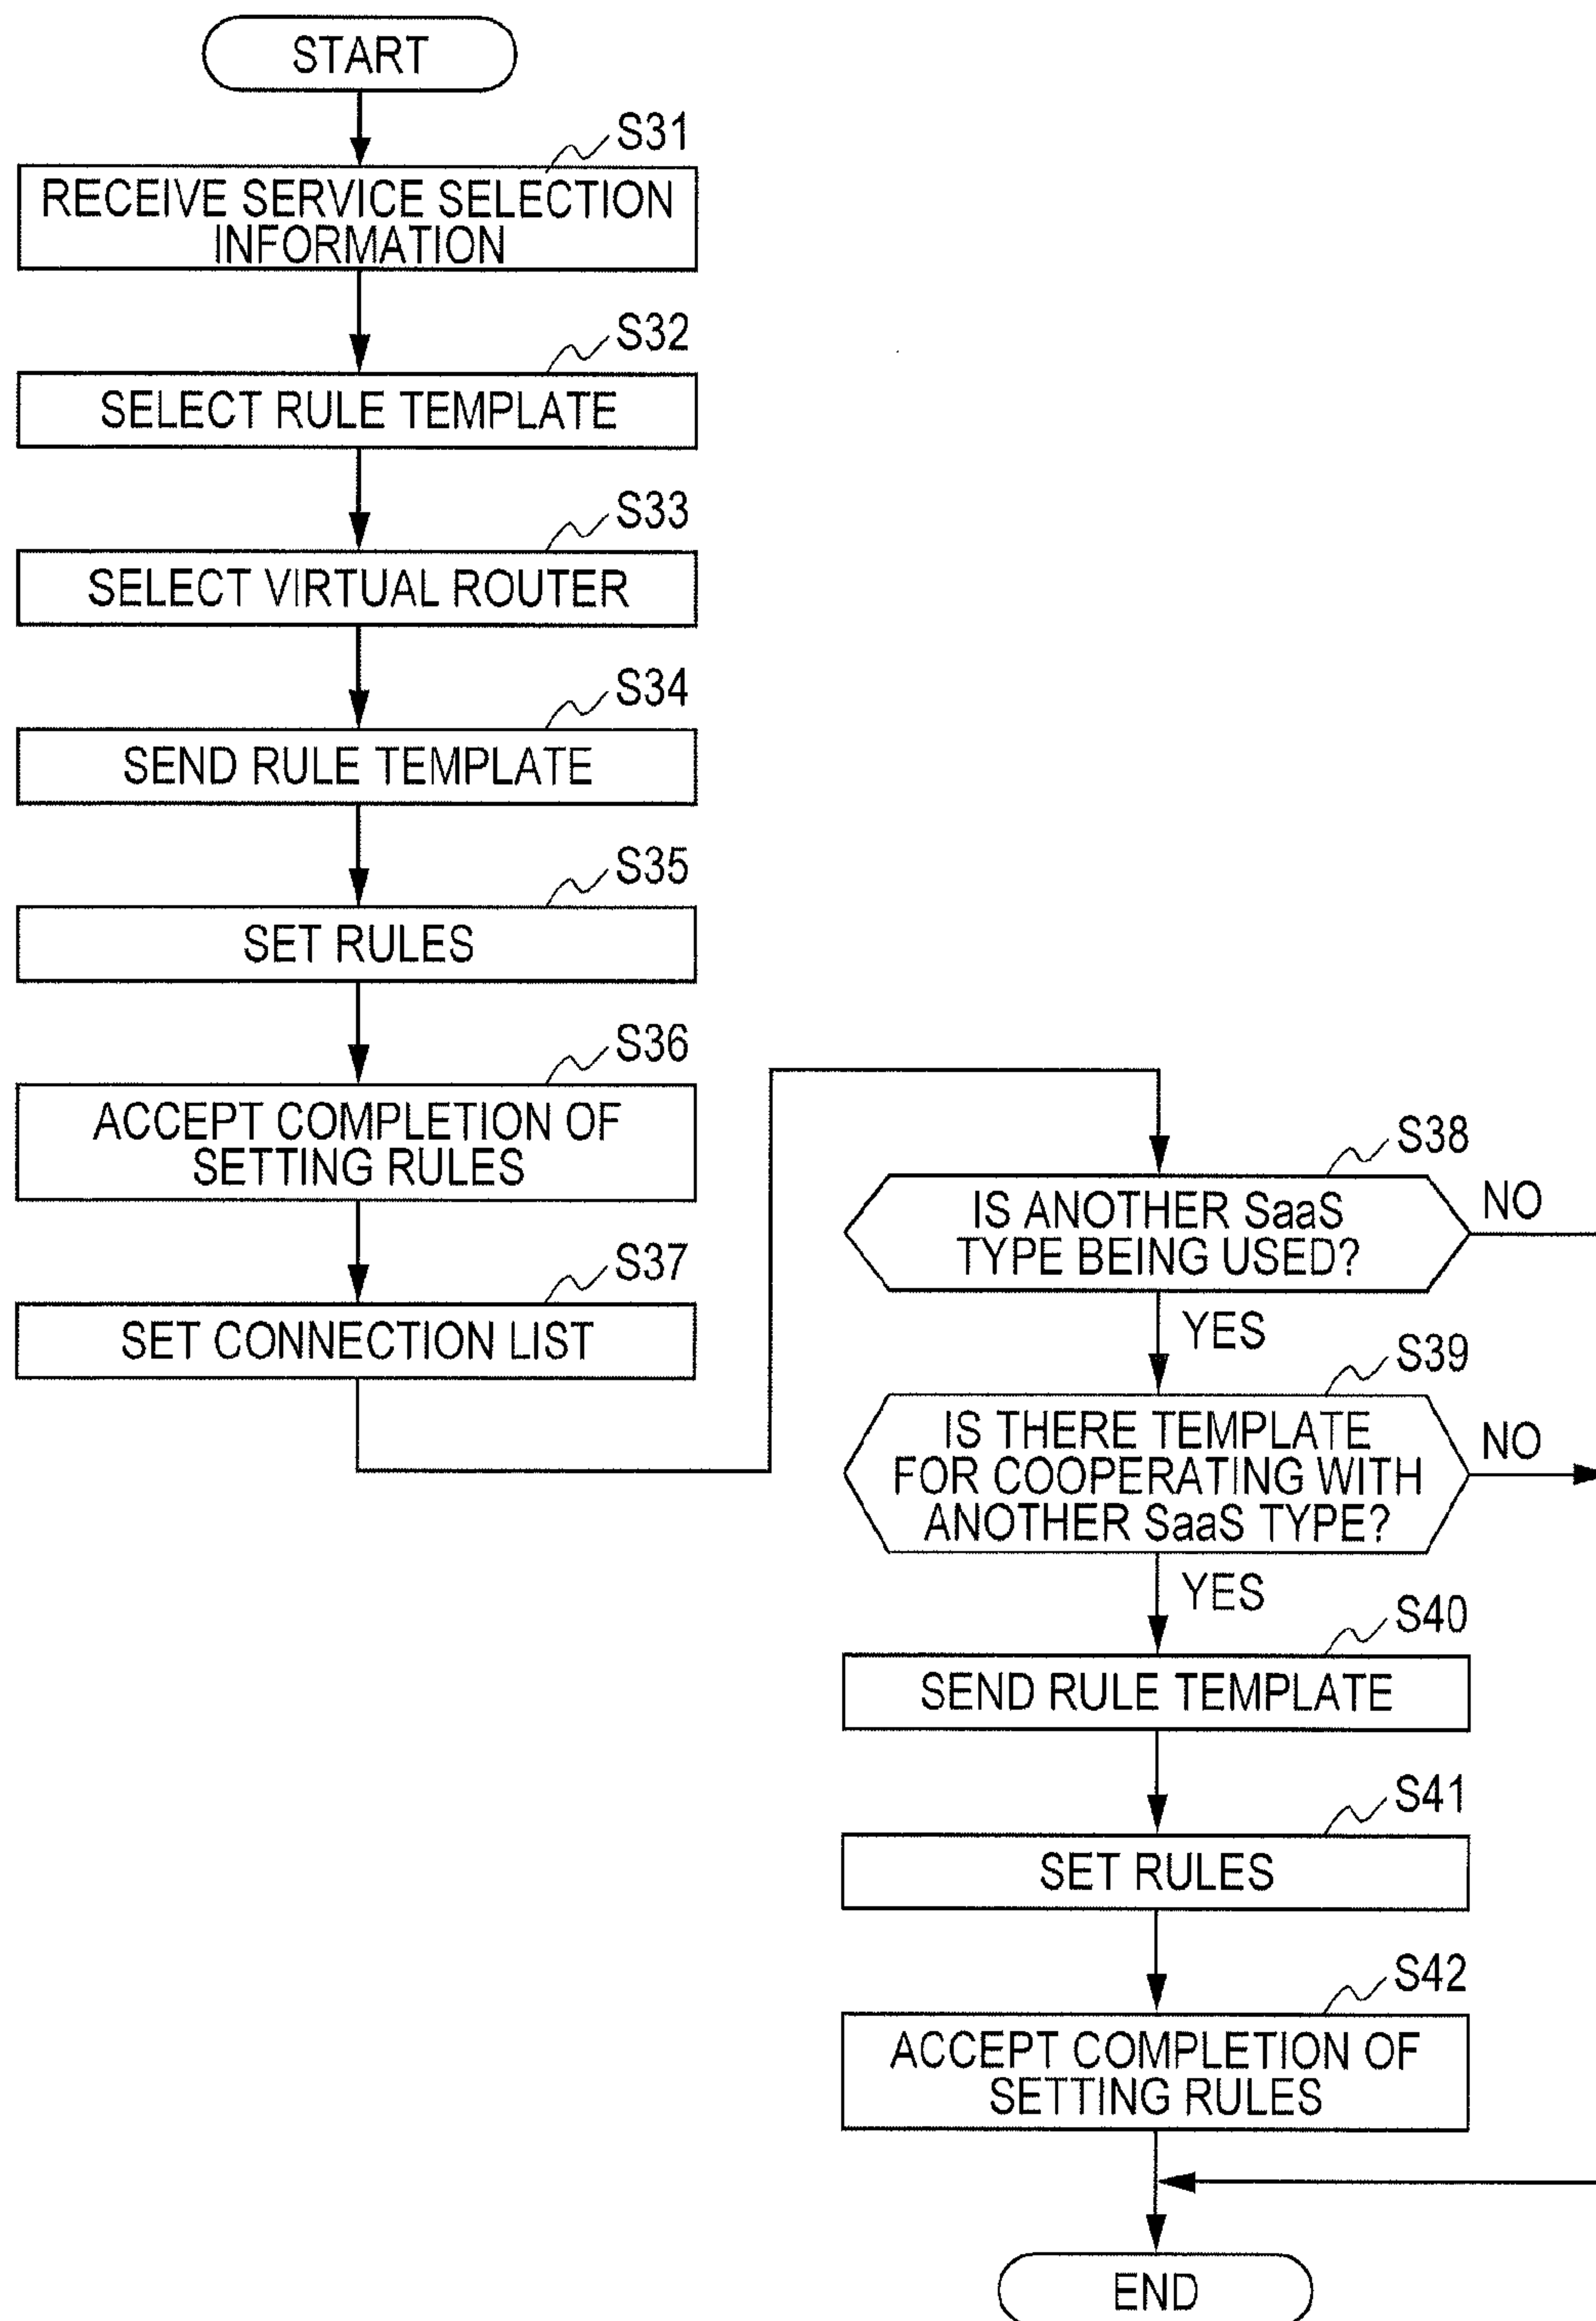 START
S31
RECEIVE SERVICE SELECTION
INFORMATION
S32
SELECT RULE TEMPLATE
S33
SELECT VIRTUAL ROUTER
S34
SEND RULE TEMPLATE
S35
SET RULES
S36
ACCEPT COMPLETION OF
SETTING RULES
S37
SET CONNECTION LIST
S38
IS ANOTHER SaaS
TYPE BEING USED?
NO
YES
S39
IS THERE TEMPLATE
FOR COOPERATING WITH
ANOTHER SaaS TYPE?
NO
YES
S40
SEND RULE TEMPLATE
S41
SET RULES
S42
ACCEPT COMPLETION OF
SETTING RULES
END